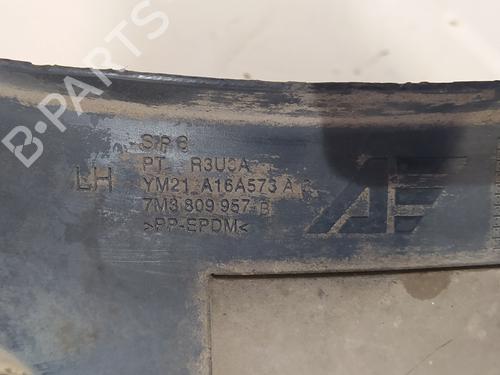 B-PARTS
SPC
PT R3U3A
LH YM21 A16A573 A
7M3 809 957 B
>PP-EPDM<